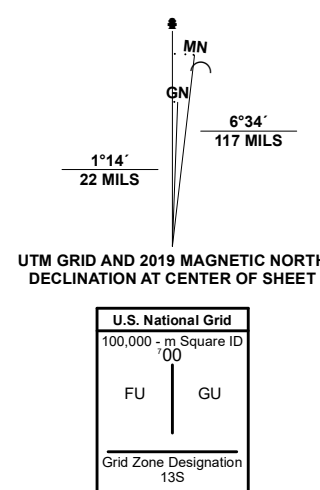 MN
GN
6°34´
117 MILS
1°14´
22 MILS
UTM GRID AND 2019 MAGNETIC NORTH
DECLINATION AT CENTER OF SHEET
U.S. National Grid
100,000 - m Square ID
⁷00
FU GU
Grid Zone Designation
13S